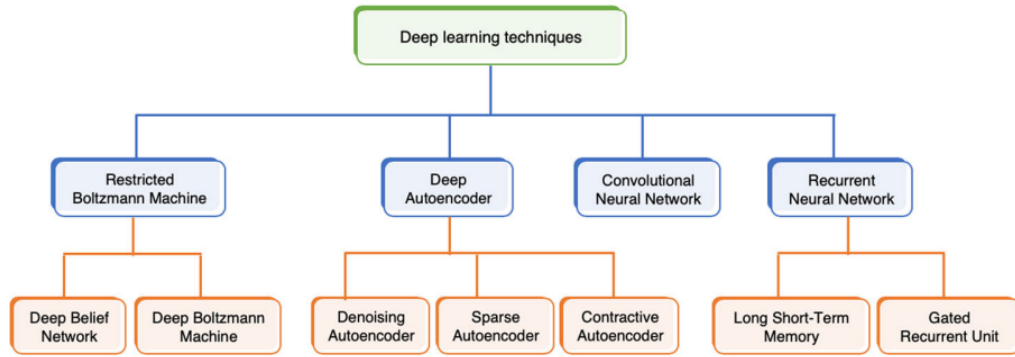 Deep learning techniques
Restricted
Boltzmann Machine
Deep
Autoencoder
Convolutional
Neural Network
Recurrent
Neural Network
Deep Belief
Network
Deep Boltzmann
Machine
Denoising
Autoencoder
Sparse
Autoencoder
Contractive
Autoencoder
Long Short-Term
Memory
Gated
Recurrent Unit